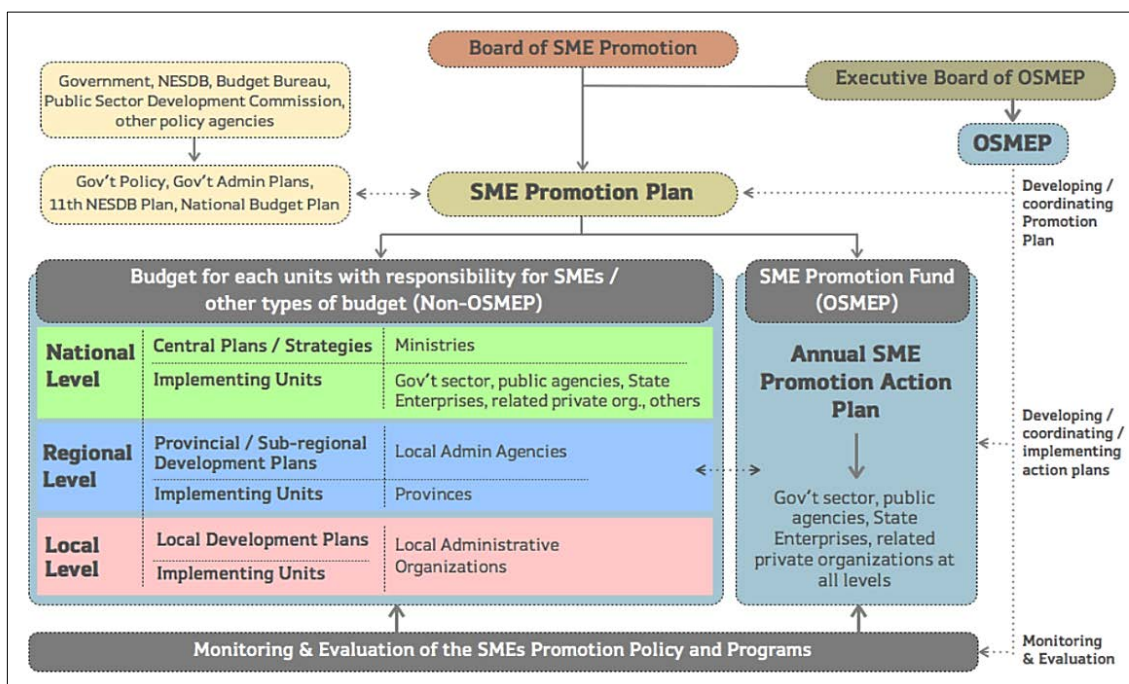 Board of SME Promotion
Government, NESDB, Budget Bureau,
Public Sector Development Commission,
other policy agencies
Executive Board of OSMEP
OSMEP
Gov't Policy, Gov't Admin Plans,
11th NESDB Plan, National Budget Plan
SME Promotion Plan
Developing /
coordinating
Promotion
Plan
Budget for each units with responsibility for SMEs /
other types of budget (Non-OSMEP)
National
Level
Central Plans / Strategies
Ministries
Implementing Units
Gov't sector, public agencies, State
Enterprises, related private org., others
Regional
Level
Provincial / Sub-regional
Development Plans
Local Admin Agencies
Implementing Units
Provinces
Local
Level
Local Development Plans
Implementing Units
Local Administrative
Organizations
SME Promotion Fund
(OSMEP)
Annual SME
Promotion Action
Plan
Gov't sector, public
agencies, State
Enterprises, related
private organizations at
all levels
Developing /
coordinating /
implementing
action plans
Monitoring & Evaluation of the SMEs Promotion Policy and Programs
Monitoring
& Evaluation